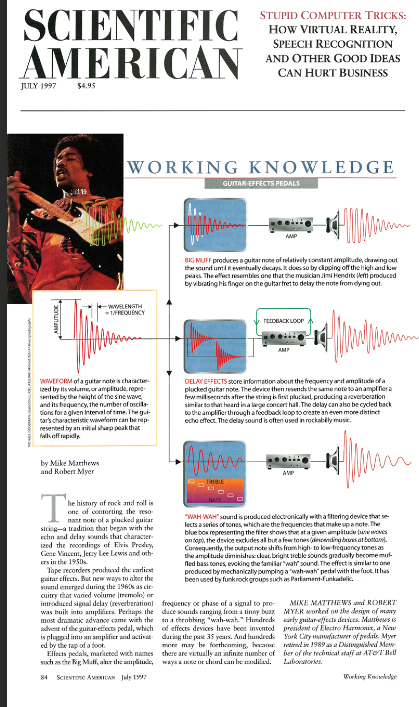 SCIENTIFIC
AMERICAN
JULY 1997 $4.95
STUPID COMPUTER TRICKS:
HOW VIRTUAL REALITY,
SPEECH RECOGNITION
AND OTHER GOOD IDEAS
CAN HURT BUSINESS
WORKING KNOWLEDGE
GUITAR-EFFECTS PEDALS
AMP
BIG MUFF produces a guitar note of relatively constant amplitude, drawing out
the sound until it eventually decays. It does so by clipping off the high and low
peaks. The effect resembles one that the musician Jimi Hendrix (left) produced
by vibrating his finger on the guitar fret to delay the note from dying out.
AMPLITUDE
WAVELENGTH
= 1/FREQUENCY
WAVEFORM of a guitar note is character-
ized by its volume, or amplitude, repre-
sented by the height of the sine wave,
and its frequency, the number of oscilla-
tions for a given interval of time. The gui-
tar's characteristic waveform can be rep-
resented by an initial sharp peak that
falls off rapidly.
FEEDBACK LOOP
AMP
DELAY EFFECTS store information about the frequency and amplitude of a
plucked guitar note. The device then resends the same note to an amplifier a
few milliseconds after the string is first plucked, producing a reverberation
similar to that heard in a large concert hall. The delay can also be cycled back
to the amplifier through a feedback loop to create an even more distinct
echo effect. The delay sound is often used in rockabilly music.
AMP
TREBLE
BASS
"WAH-WAH" sound is produced electronically with a filtering device that se-
lects a series of tones, which are the frequencies that make up a note. The
blue box representing the filter shows that at a given amplitude (sine waves
on top), the device excludes all but a few tones (descending boxes at bottom).
Consequently, the output note shifts from high- to low-frequency tones as
the amplitude diminishes: clear, bright treble sounds gradually become muf-
fled bass tones, evoking the familiar "wah" sound. The effect is similar to one
produced by mechanically pumping a "wah-wah" pedal with the foot. It has
been used by funk rock groups such as Parliament-Funkadelic.
by Mike Matthews
and Robert Myer
The history of rock and roll is
one of contorting the reso-
nant note of a plucked guitar
string—a tradition that began with the
echo and delay sounds that character-
ized the recordings of Elvis Presley,
Gene Vincent, Jerry Lee Lewis and oth-
ers in the 1950s.
Tape recorders produced the earliest
guitar effects. But new ways to alter the
sound emerged during the 1960s as cir-
cuitry that varied volume (tremolo) or
introduced signal delay (reverberation)
was built into amplifiers. Perhaps the
most dramatic advance came with the
advent of the guitar-effects pedal, which
is plugged into an amplifier and activat-
ed by the tap of a foot.
Effects pedals, marketed with names
such as the Big Muff, alter the amplitude,
frequency or phase of a signal to pro-
duce sounds ranging from a tinny buzz
to a throbbing "wah-wah." Hundreds
of effects devices have been invented
during the past 35 years. And hundreds
more may be forthcoming, because
there are virtually an infinite number of
ways a note or chord can be modified.
MIKE MATTHEWS and ROBERT
MYER worked on the design of many
early guitar-effects devices. Matthews is
president of Electro Harmonix, a New
York City manufacturer of pedals. Myer
retired in 1989 as a Distinguished Mem-
ber of the technical staff at AT&T Bell
Laboratories.
84 SCIENTIFIC AMERICAN July 1997
Working Knowledge